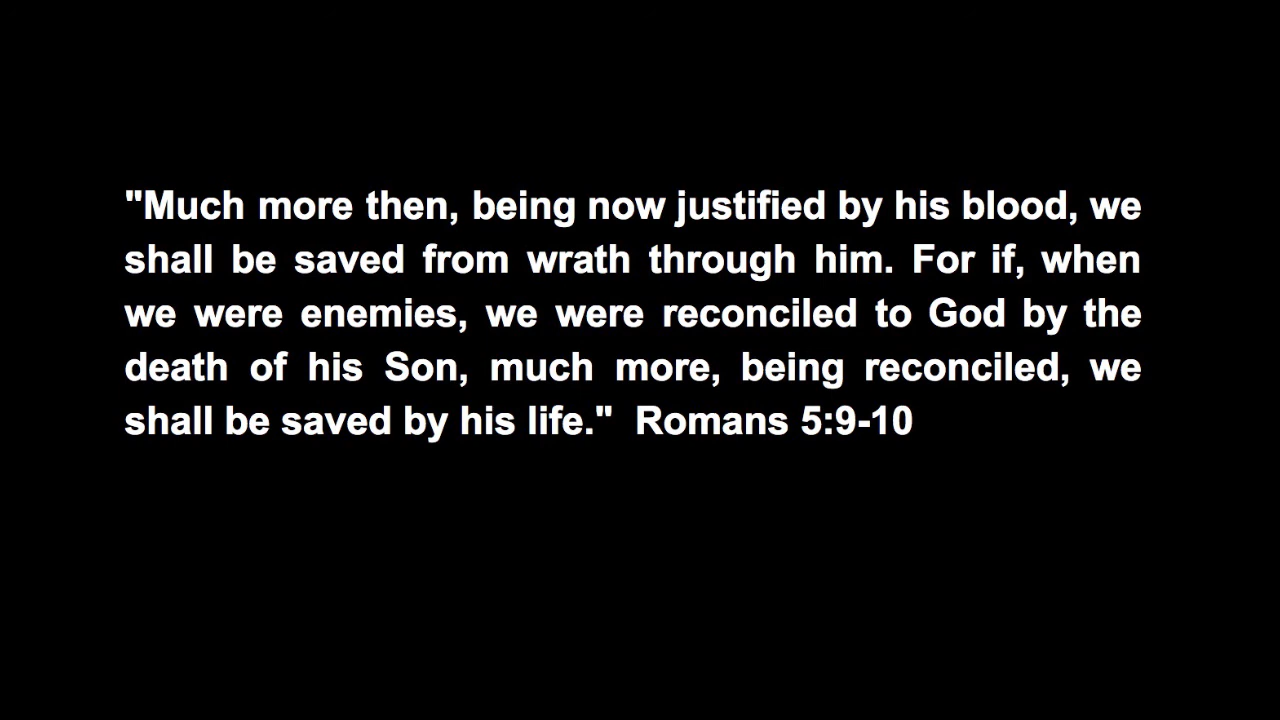 "Much more then, being now justified by his blood, we
shall be saved from wrath through him. For if, when
we were enemies, we were reconciled to God by the
death of his Son, much more, being reconciled, we
shall be saved by his life."  Romans 5:9-10